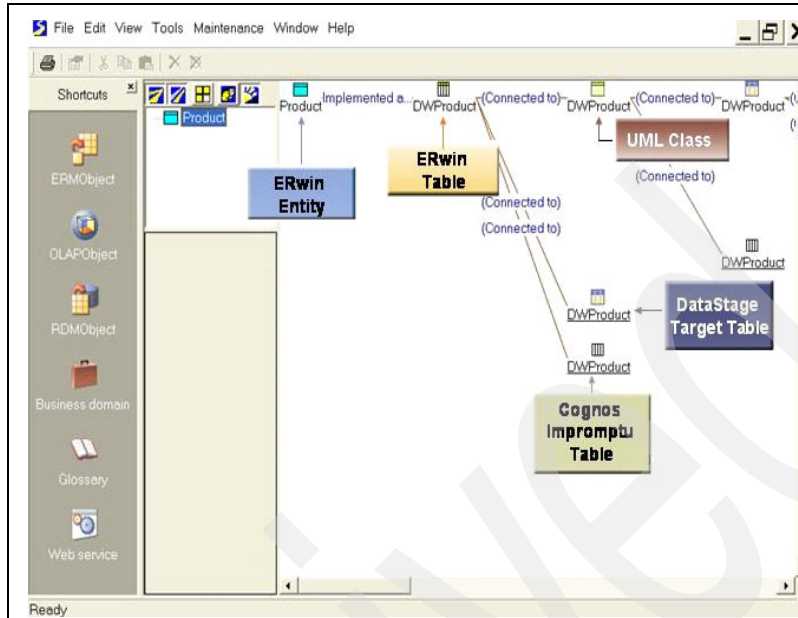 File Edit View Tools Maintenance Window Help
Shortcuts
Product
ERMObject
OLAPObject
RDMObject
Business domain
Glossary
Web service
Product
Implemented a...
DWProduct
(Connected to)
DWProduct
(Connected to)
DWProduct
ERwin
Entity
ERwin
Table
UML Class
(Connected to)
(Connected to)
(Connected to)
DWProduct
DWProduct
DataStage
Target Table
DWProduct
Cognos
Impromptu
Table
Ready